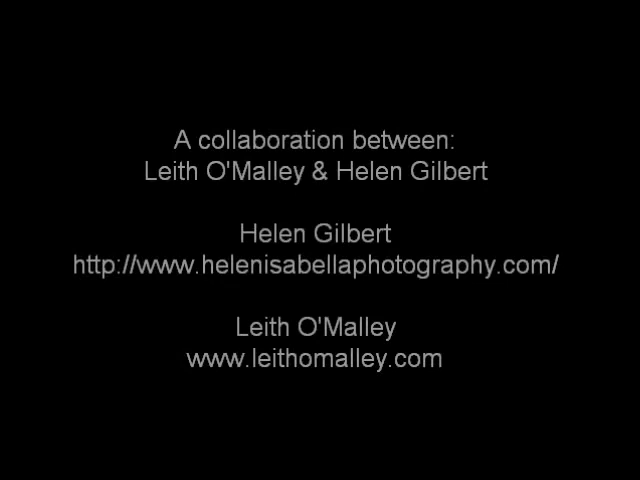 A collaboration between:
Leith O'Malley & Helen Gilbert
Helen Gilbert
http://www.helenisabellaphotography.com/
Leith O'Malley
www.leithomalley.com